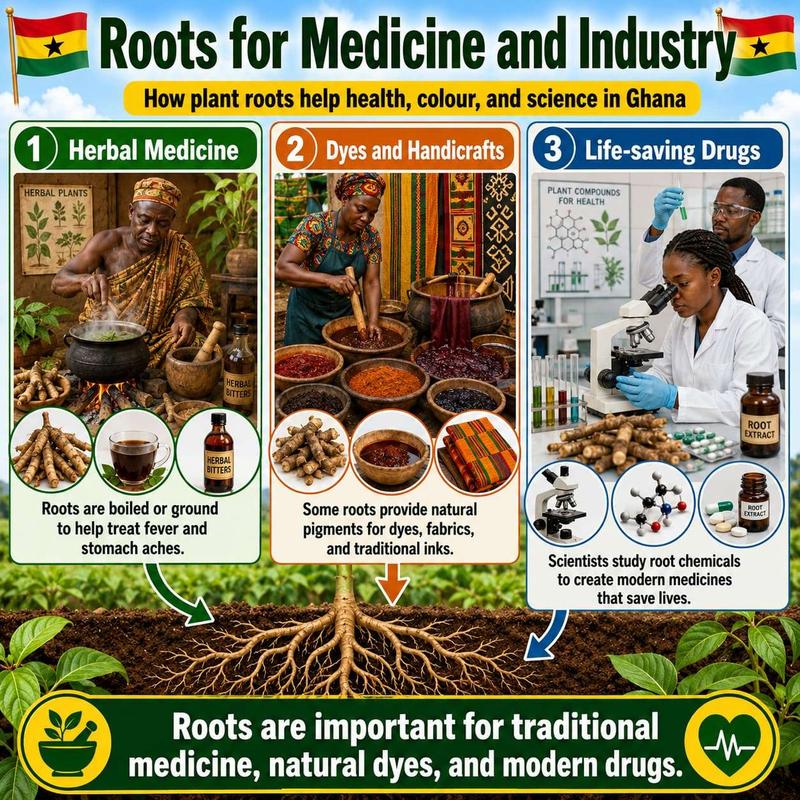 Roots for Medicine and Industry
How plant roots help health, colour, and science in Ghana
1 Herbal Medicine
HERBAL PLANTS
HERBAL
BITTERS
HERBAL
BITTERS
Roots are boiled or ground
to help treat fever and
stomach aches.
2 Dyes and Handicrafts
Some roots provide natural
pigments for dyes, fabrics,
and traditional inks.
3 Life-saving Drugs
PLANT COMPOUNDS
FOR HEALTH
ROOT
EXTRACT
ROOT
EXTRACT
Scientists study root chemicals
to create modern medicines
that save lives.
Roots are important for traditional
medicine, natural dyes, and modern drugs.